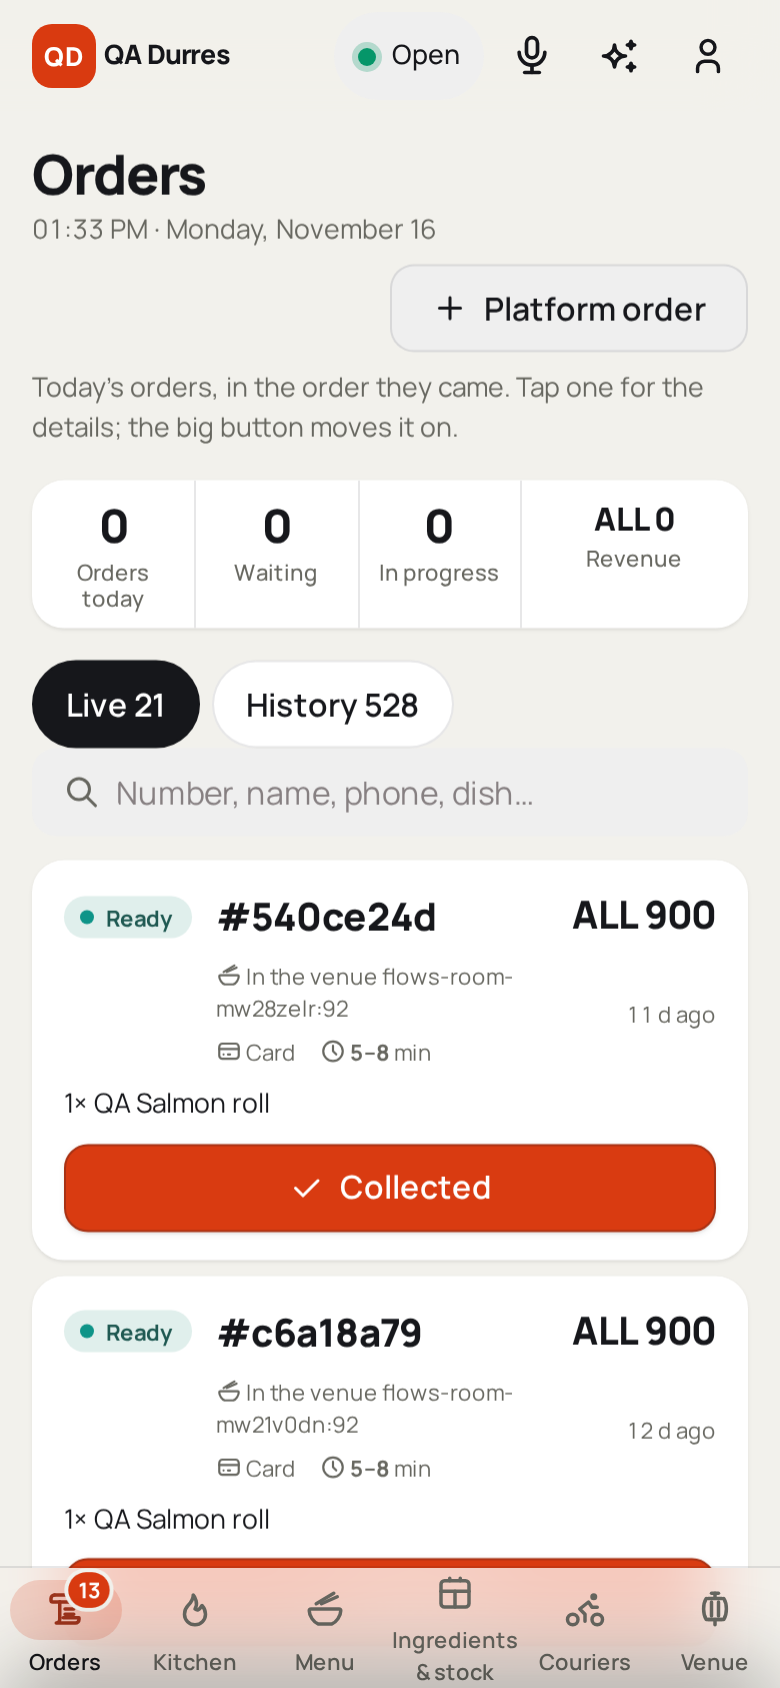 QD QA Durres Open
Orders
01:33 PM · Monday, November 16
+ Platform order
Today's orders, in the order they came. Tap one for the
details; the big button moves it on.
0 0 0 ALL 0
Orders today Waiting In progress Revenue
Live 21 History 528
Number, name, phone, dish...
Ready #540ce24d ALL 900
In the venue flows-room-
mw28zelr:92
11 d ago
Card 5–8 min
1× QA Salmon roll
Collected
Ready #c6a18a79 ALL 900
In the venue flows-room-
mw21v0dn:92
12 d ago
Card 5–8 min
1× QA Salmon roll
13
Orders Kitchen Menu Ingredients & stock Couriers Venue